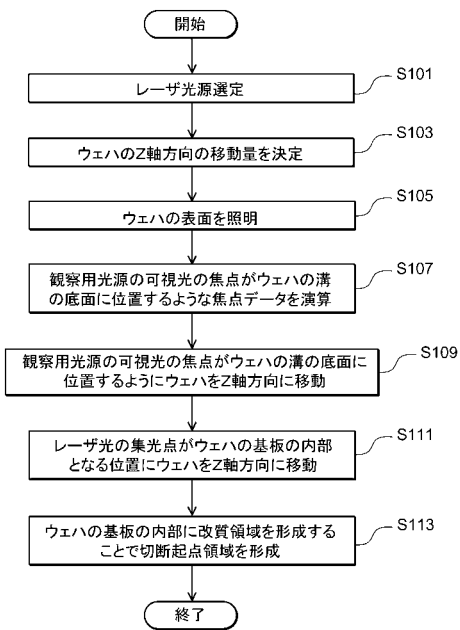 開始
S101
レーザ光源選定
S103
ウェハのZ軸方向の移動量を決定
S105
ウェハの表面を照明
S107
観察用光源の可視光の焦点がウェハの溝
の底面に位置するような焦点データを演算
S109
観察用光源の可視光の焦点がウェハの溝の底面に
位置するようにウェハをZ軸方向に移動
S111
レーザ光の集光点がウェハの基板の内部
となる位置にウェハをZ軸方向に移動
S113
ウェハの基板の内部に改質領域を形成する
ことで切断起点領域を形成
終了